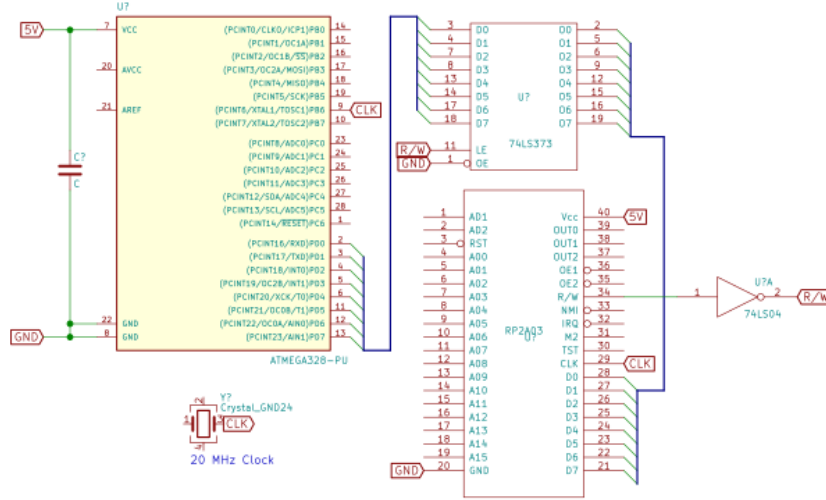 U?
5V
7 VCC
20 AVCC
21 AREF
22 GND
8 GND
GND
C?
C
(PCINT0/CLKO/ICP1)PB0 14
(PCINT1/OC1A)PB1 15
(PCINT2/OC1B/SS)PB2 16
(PCINT3/OC2A/MOSI)PB3 17
(PCINT4/MISO)PB4 18
(PCINT5/SCK)PB5 19
(PCINT6/XTAL1/TOSC1)PB6 9 CLK
(PCINT7/XTAL2/TOSC2)PB7 10
(PCINT8/ADC0)PC0 23
(PCINT9/ADC1)PC1 24
(PCINT10/ADC2)PC2 25
(PCINT11/ADC3)PC3 26
(PCINT12/SDA/ADC4)PC4 27
(PCINT13/SCL/ADC5)PC5 28
(PCINT14/RESET)PC6 1
(PCINT16/RXD)PD0 2
(PCINT17/TXD)PD1 3
(PCINT18/INT0)PD2 4
(PCINT19/OC2B/INT1)PD3 5
(PCINT20/XCK/T0)PD4 6
(PCINT21/OC0B/T1)PD5 11
(PCINT22/OC0A/AIN0)PD6 12
(PCINT23/AIN1)PD7 13
ATMEGA328-PU
Y?
Crystal_GND24
1 2 3 4
CLK
20 MHz Clock
3 D0 O0 2
4 D1 O1 5
7 D2 O2 6
8 D3 O3 9
13 D4 O4 12
14 D5 O5 15
17 D6 O6 16
18 D7 O7 19
U?
74LS373
R/W 11 LE
GND 1 OE
1 AD1 Vcc 40 5V
2 AD2 OUT0 39
3 RST OUT1 38
4 A00 OUT2 37
5 A01 OE1 36
6 A02 OE2 35
7 A03 R/W 34
8 A04 NMI 33
9 A05 IRQ 32
10 A06 M2 31
11 A07 TST 30
12 A08 CLK 29 CLK
13 A09 D0 28
14 A10 D1 27
15 A11 D2 26
16 A12 D3 25
17 A13 D4 24
18 A14 D5 23
19 A15 D6 22
GND 20 GND D7 21
RP2A03
U?
U?A
1 2 R/W
74LS04